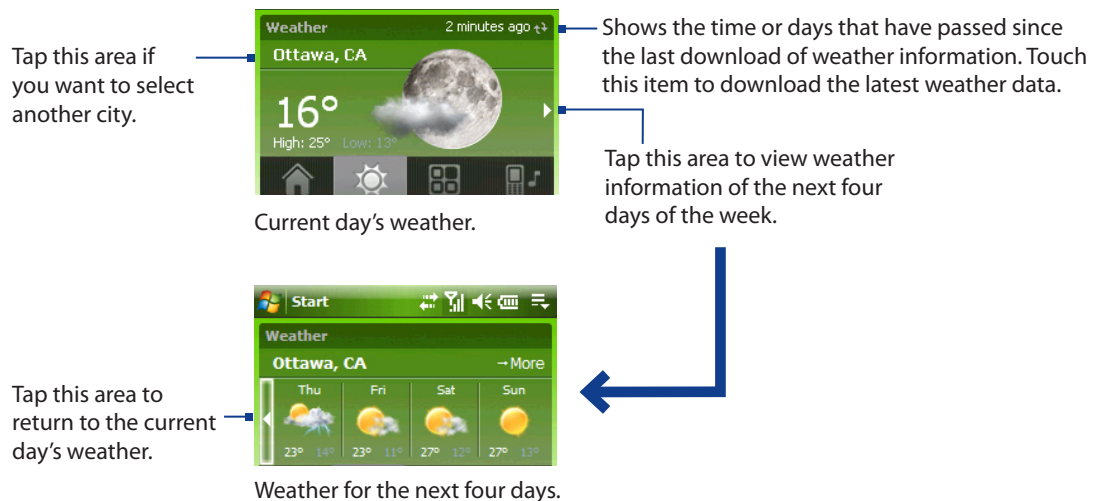 Tap this area if
you want to select
another city.
Weather
2 minutes ago
Ottawa, CA
16°
High: 25° Low: 13°
Shows the time or days that have passed since
the last download of weather information. Touch
this item to download the latest weather data.
Tap this area to view weather
information of the next four
days of the week.
Current day's weather.
Start
Weather
Ottawa, CA
→More
Thu Fri Sat Sun
23° 14° 23° 11° 27° 12° 27° 13°
Tap this area to
return to the current
day's weather.
Weather for the next four days.